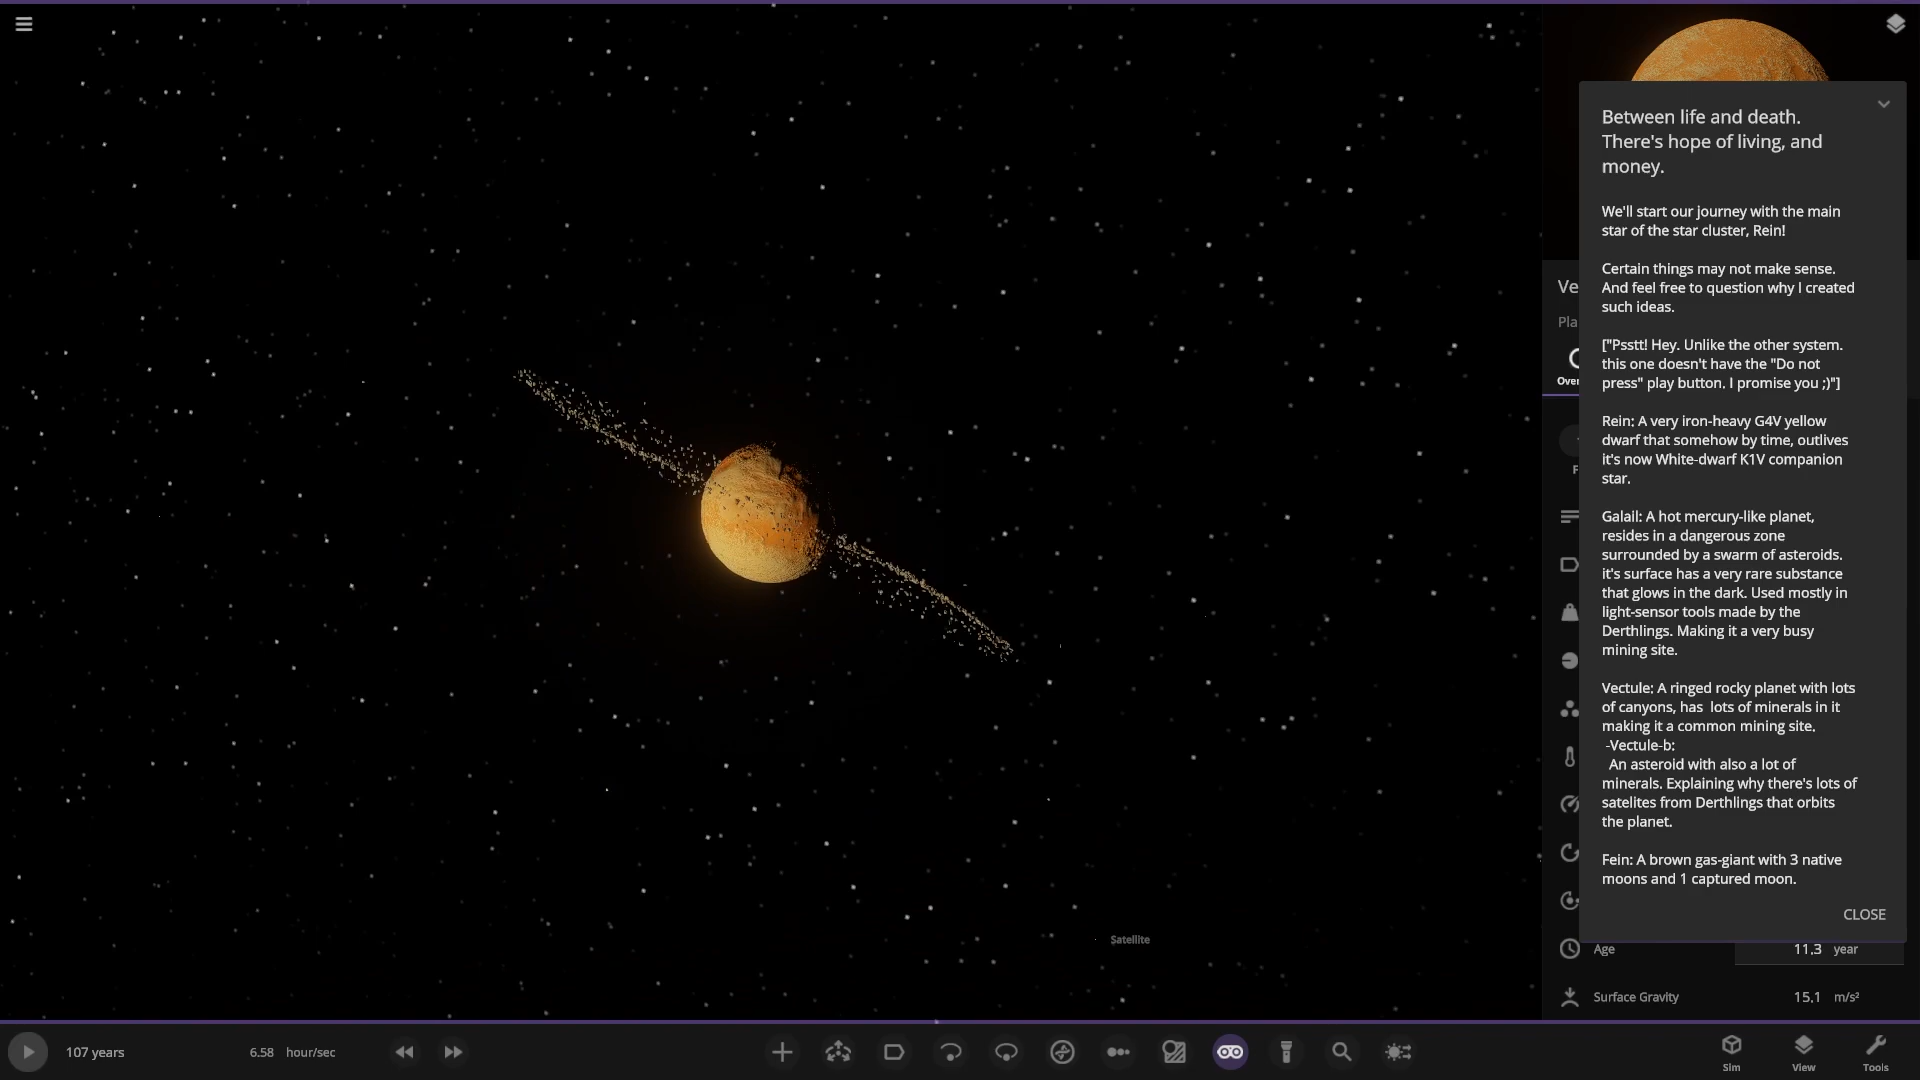 Between life and death.
There's hope of living, and
money.
We'll start our journey with the main
star of the star cluster, Rein!
Certain things may not make sense.
And feel free to question why I created
such ideas.
["Psstt! Hey. Unlike the other system.
this one doesn't have the "Do not
press" play button. I promise you ;)"]
Rein: A very iron-heavy G4V yellow
dwarf that somehow by time, outlives
it's now White-dwarf K1V companion
star.
Galail: A hot mercury-like planet,
resides in a dangerous zone
surrounded by a swarm of asteroids.
it's surface has a very rare substance
that glows in the dark. Used mostly in
light-sensor tools made by the
Derthlings. Making it a very busy
mining site.
Vectule: A ringed rocky planet with lots
of canyons, has  lots of minerals in it
making it a common mining site.
-Vectule-b:
An asteroid with also a lot of
minerals. Explaining why there's lots of
satelites from Derthlings that orbits
the planet.
Fein: A brown gas-giant with 3 native
moons and 1 captured moon.
CLOSE
Ve
Pla
Over
F
Age 11.3 year
Surface Gravity 15.1 m/s²
Satellite
107 years 6.58 hour/sec
Sim View Tools